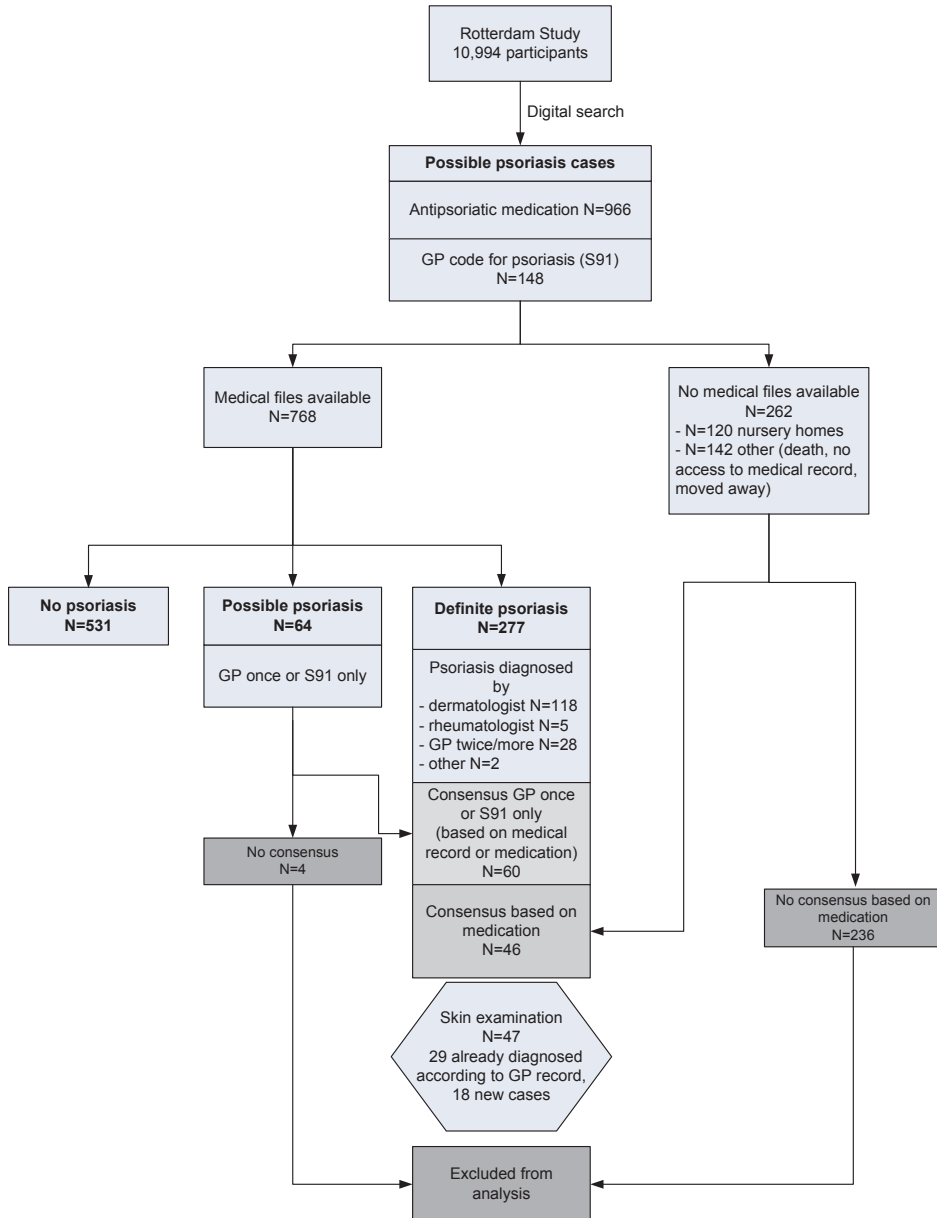 Rotterdam Study
10,994 participants
Digital search
Possible psoriasis cases
Antipsoriatic medication N=966
GP code for psoriasis (S91)
N=148
Medical files available
N=768
No medical files available
N=262
- N=120 nursery homes
- N=142 other (death, no
access to medical record,
moved away)
No psoriasis
N=531
Possible psoriasis
N=64
GP once or S91 only
Definite psoriasis
N=277
Psoriasis diagnosed
by
- dermatologist N=118
- rheumatologist N=5
- GP twice/more N=28
- other N=2
Consensus GP once
or S91 only
(based on medical
record or medication)
N=60
No consensus
N=4
Consensus based on
medication
N=46
No consensus based on
medication
N=236
Skin examination
N=47
29 already diagnosed
according to GP record,
18 new cases
Excluded from
analysis